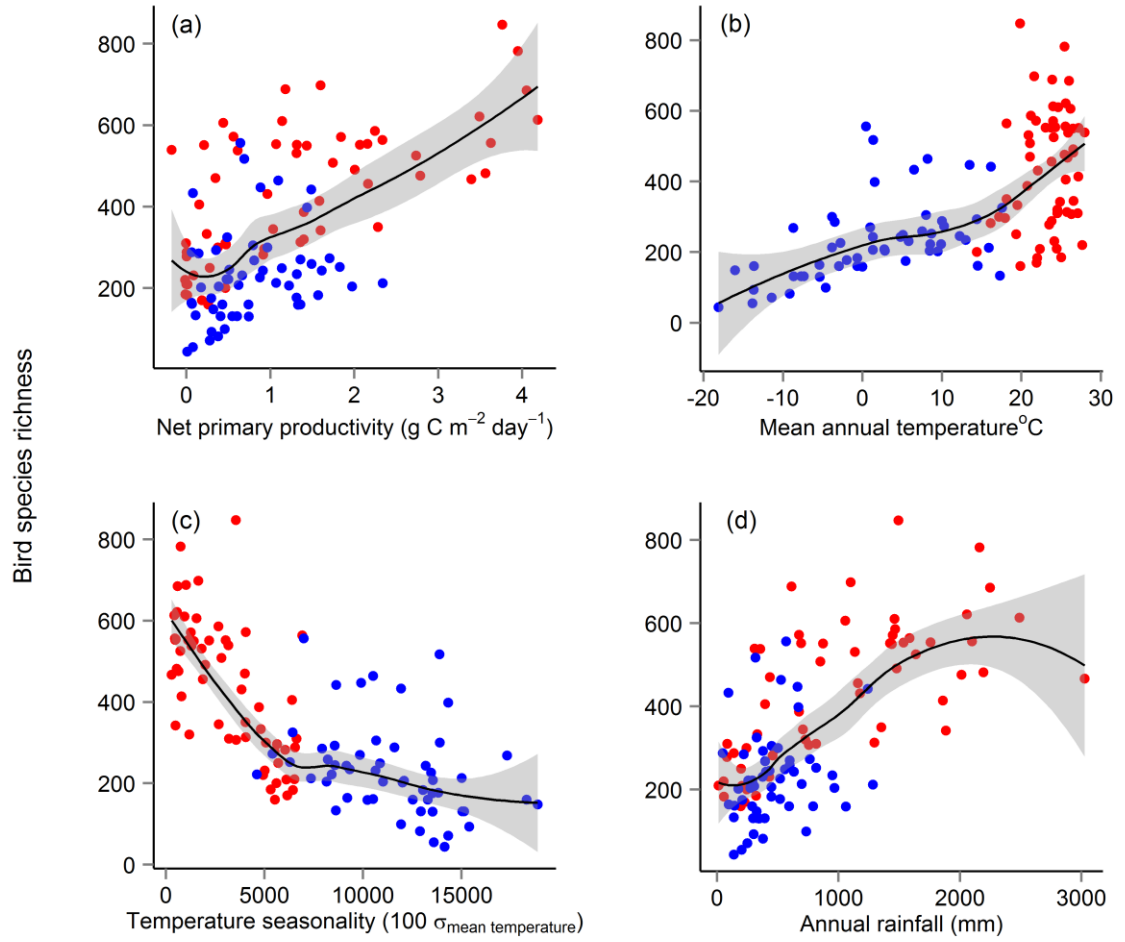 Bird species richness
(a)
800
600
400
200
0 1 2 3 4
Net primary productivity (g C m⁻² day⁻¹)
(b)
800
600
400
200
0
-20 -10 0 10 20 30
Mean annual temperature°C
(c)
800
600
400
200
0
0 5000 10000 15000
Temperature seasonality (100 σmean temperature)
(d)
800
600
400
200
0 1000 2000 3000
Annual rainfall (mm)